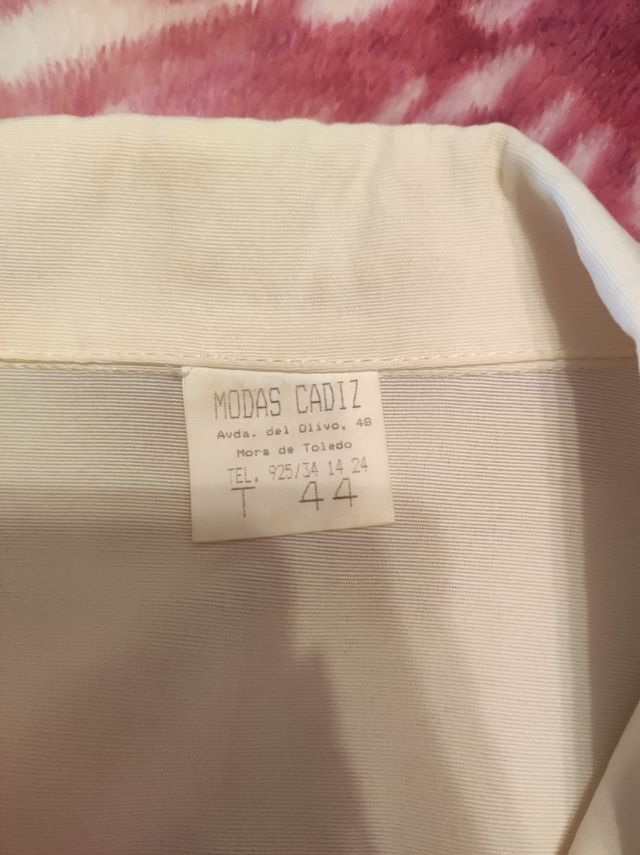 MODAS CADIZ
Avda. del Olivo, 48
Mora de Toledo
TEL. 925/34 14 24
T 44